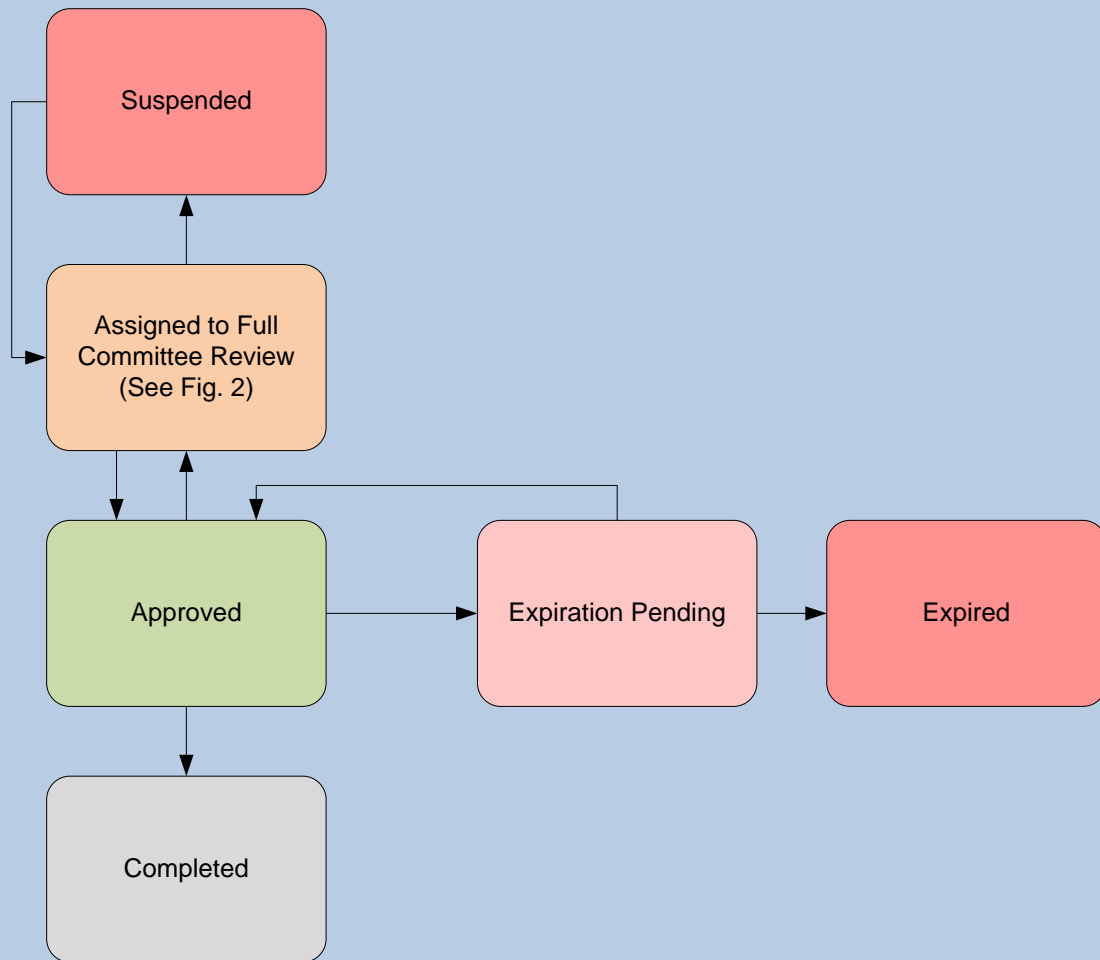 Suspended
Assigned to Full
Committee Review
(See Fig. 2)
Approved
Expiration Pending
Expired
Completed